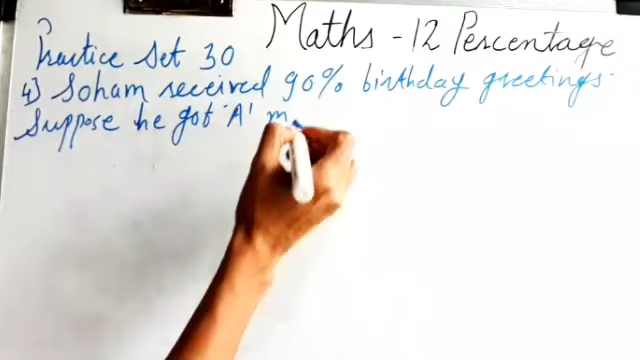 Maths - 12 Percentage
Practice Set 30
4) Soham received 90% birthday greetings.
Suppose he got 'A' m